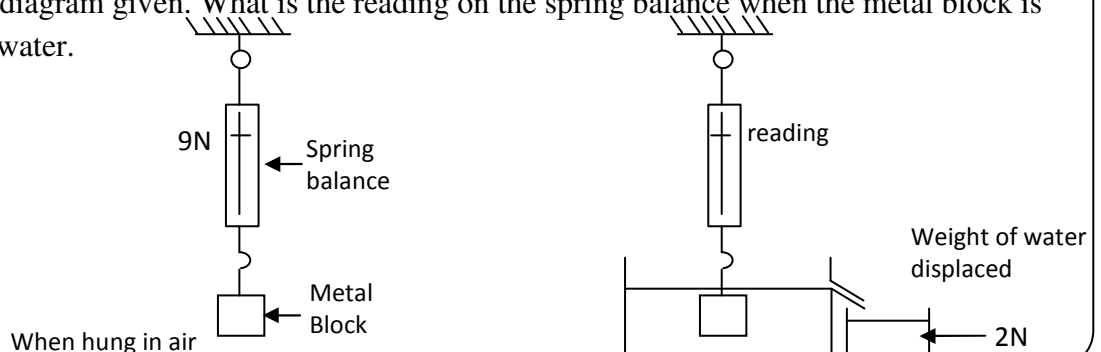 diagram given. What is the reading on the spring balance when the metal block is
water.
9N
Spring
balance
reading
Weight of water
displaced
Metal
Block
When hung in air
2N